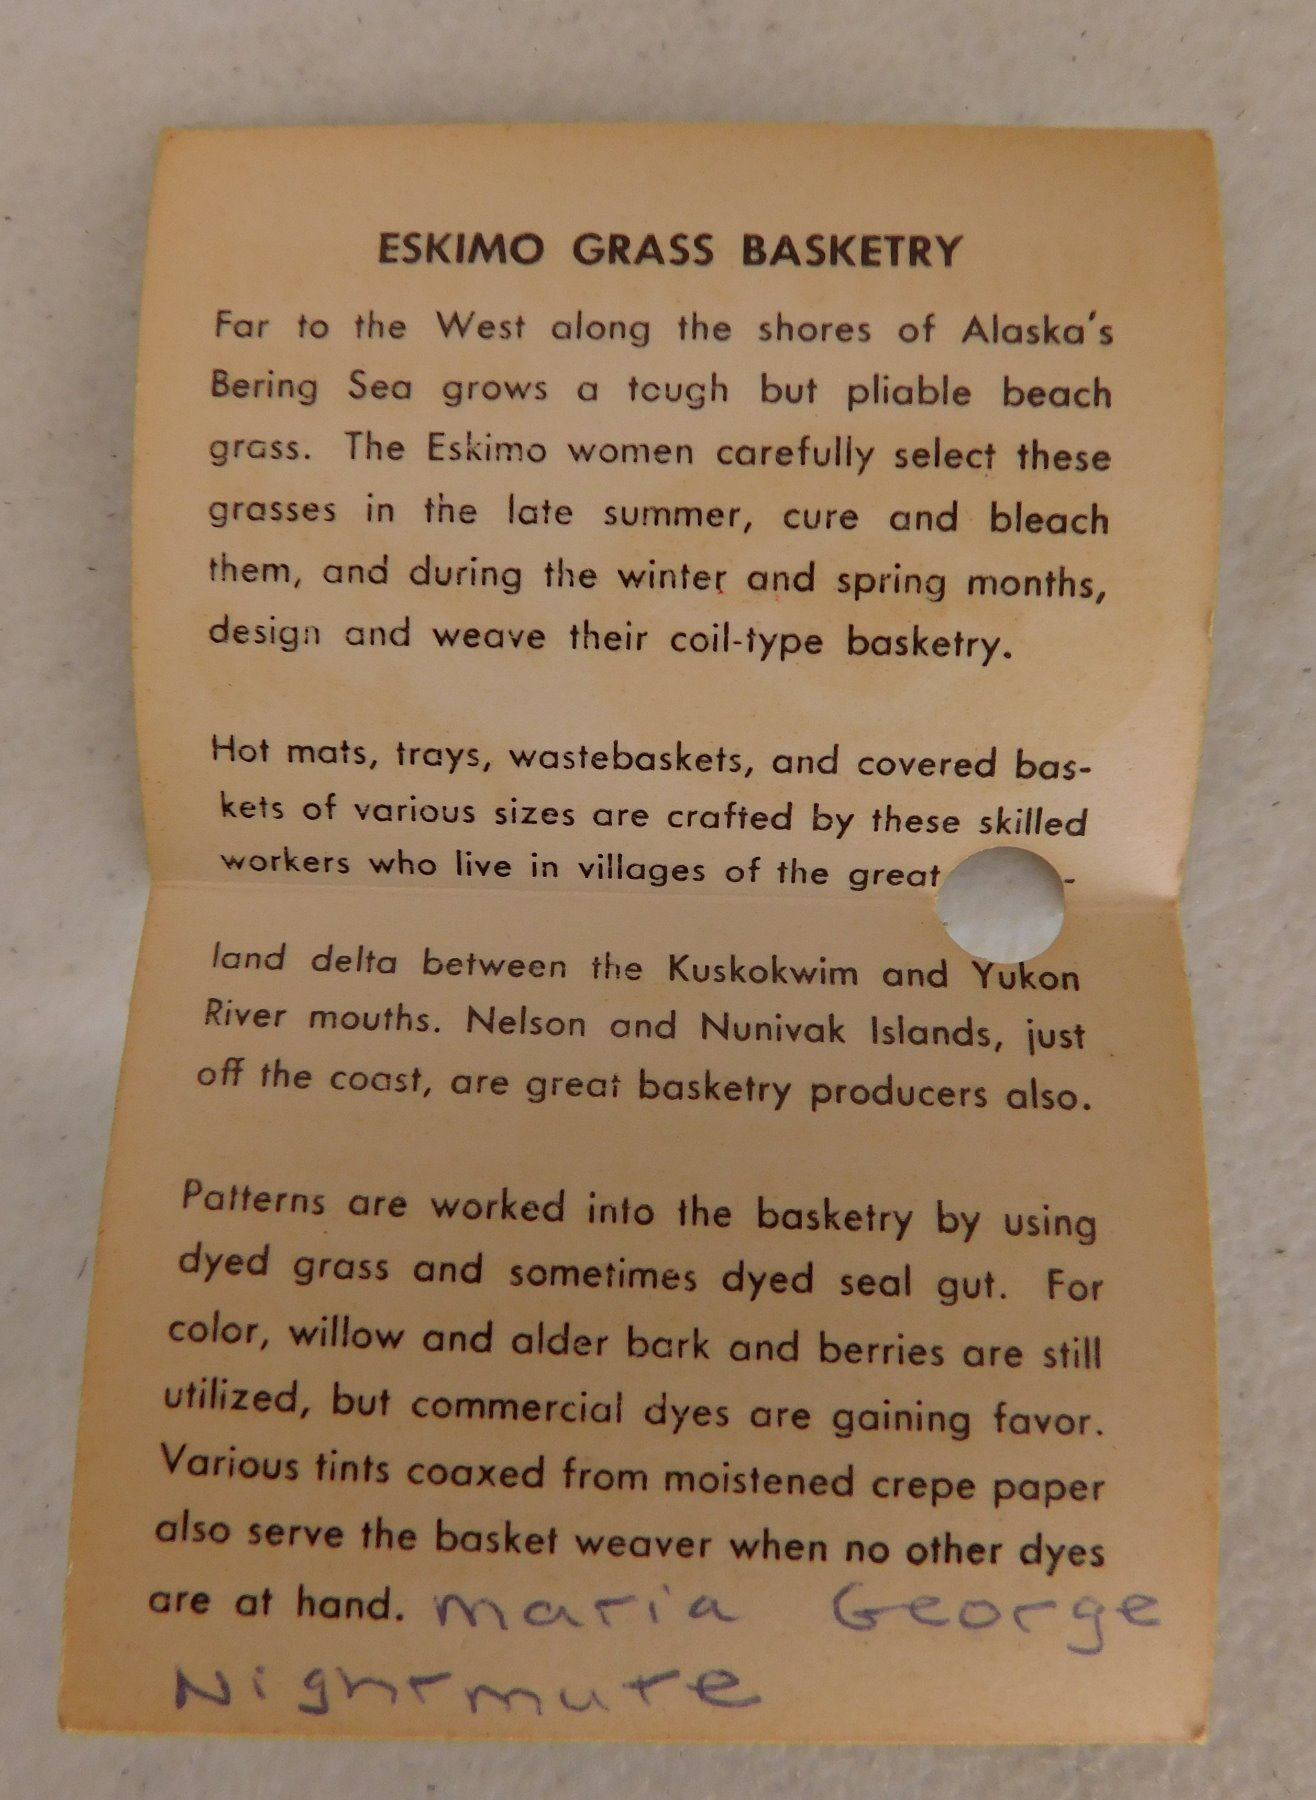 ESKIMO GRASS BASKETRY
Far to the West along the shores of Alaska's
Bering Sea grows a tough but pliable beach
grass. The Eskimo women carefully select these
grasses in the late summer, cure and bleach
them, and during the winter and spring months,
design and weave their coil-type basketry.
Hot mats, trays, wastebaskets, and covered bas-
kets of various sizes are crafted by these skilled
workers who live in villages of the great -
land delta between the Kuskokwim and Yukon
River mouths. Nelson and Nunivak Islands, just
off the coast, are great basketry producers also.
Patterns are worked into the basketry by using
dyed grass and sometimes dyed seal gut. For
color, willow and alder bark and berries are still
utilized, but commercial dyes are gaining favor.
Various tints coaxed from moistened crepe paper
also serve the basket weaver when no other dyes
are at hand. maria George
Nightmute